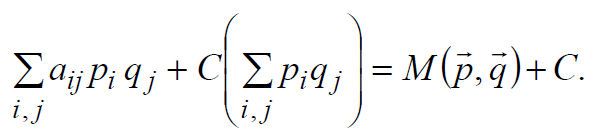 ∑_{i,j} a_{ij} p_i q_j + C(∑_{i,j} p_i q_j) = M(p⃗, q⃗) + C.